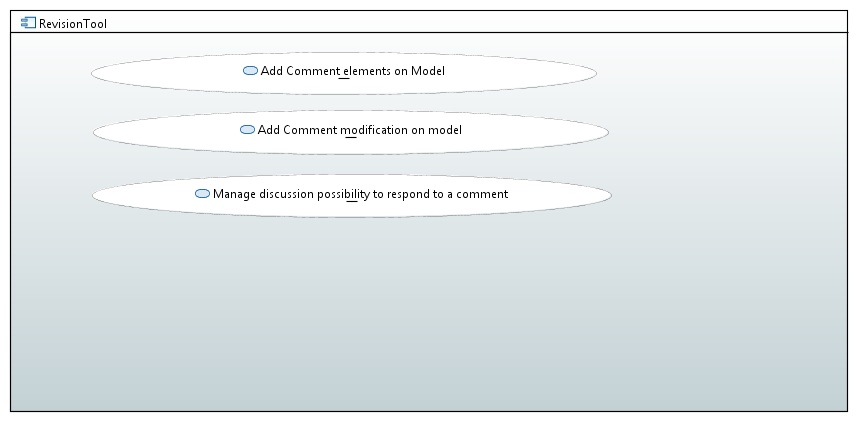 RevisionTool
Add Comment elements on Model
Add Comment modification on model
Manage discussion possibility to respond to a comment